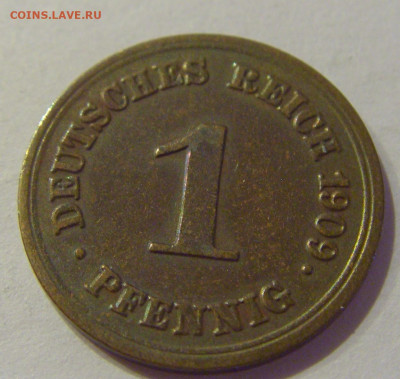 COINS.LAVE.RU
DEUTSCHES REICH 1909.
1
· PFENNIG